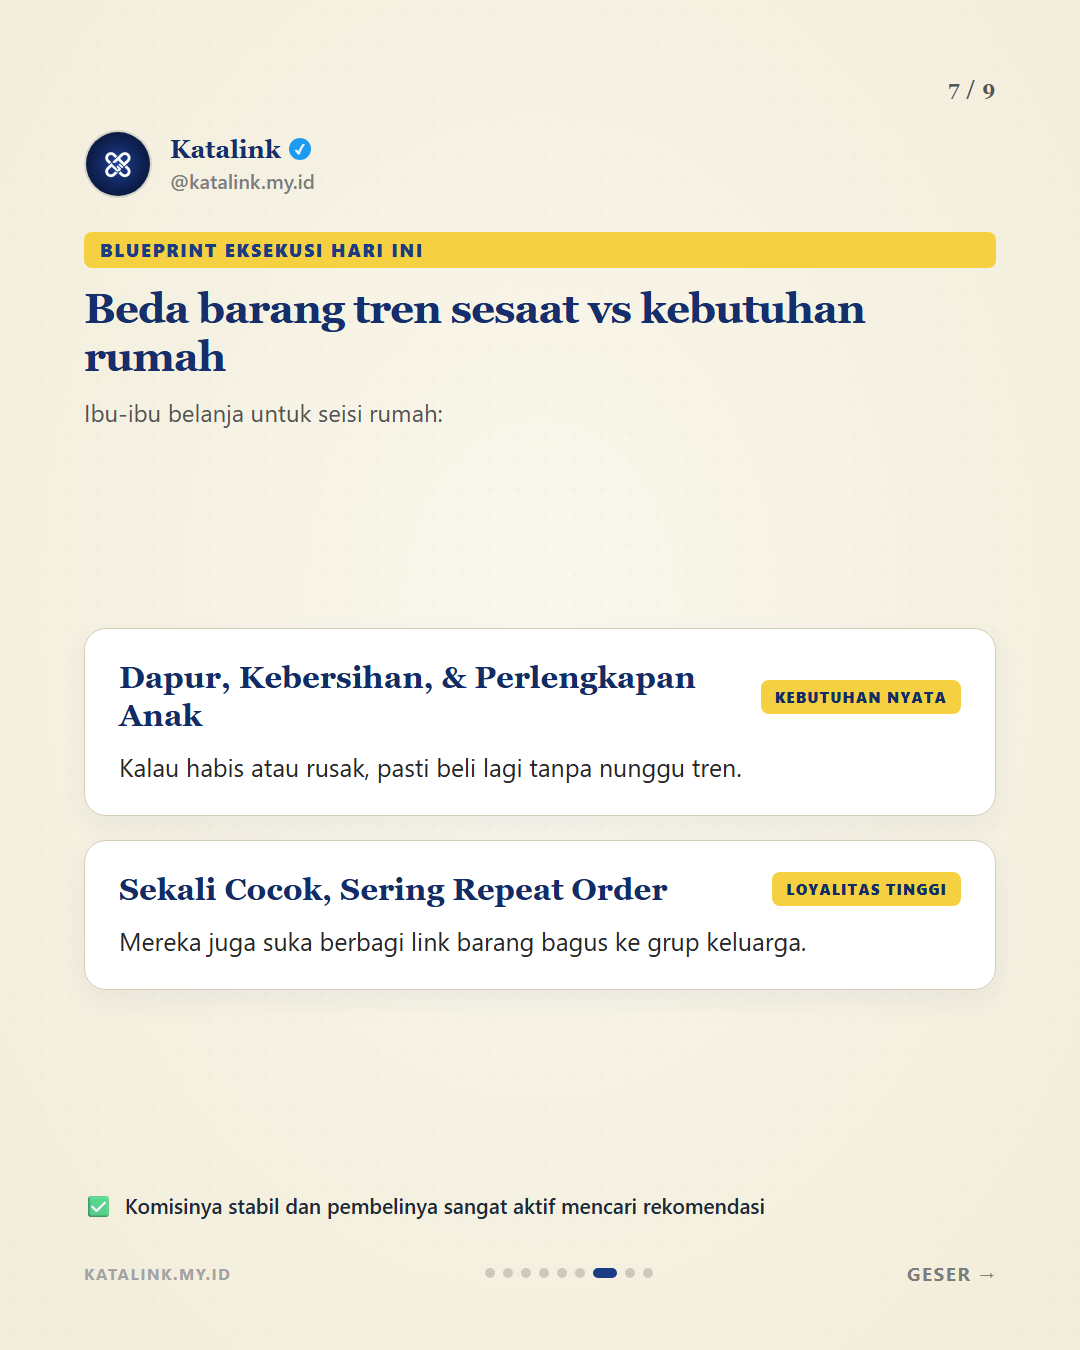 7 / 9
Katalink
@katalink.my.id
BLUEPRINT EKSEKUSI HARI INI
Beda barang tren sesaat vs kebutuhan
rumah
Ibu-ibu belanja untuk seisi rumah:
Dapur, Kebersihan, & Perlengkapan
Anak
KEBUTUHAN NYATA
Kalau habis atau rusak, pasti beli lagi tanpa nunggu tren.
Sekali Cocok, Sering Repeat Order
LOYALITAS TINGGI
Mereka juga suka berbagi link barang bagus ke grup keluarga.
✅ Komisinya stabil dan pembelinya sangat aktif mencari rekomendasi
KATALINK.MY.ID
GESER →